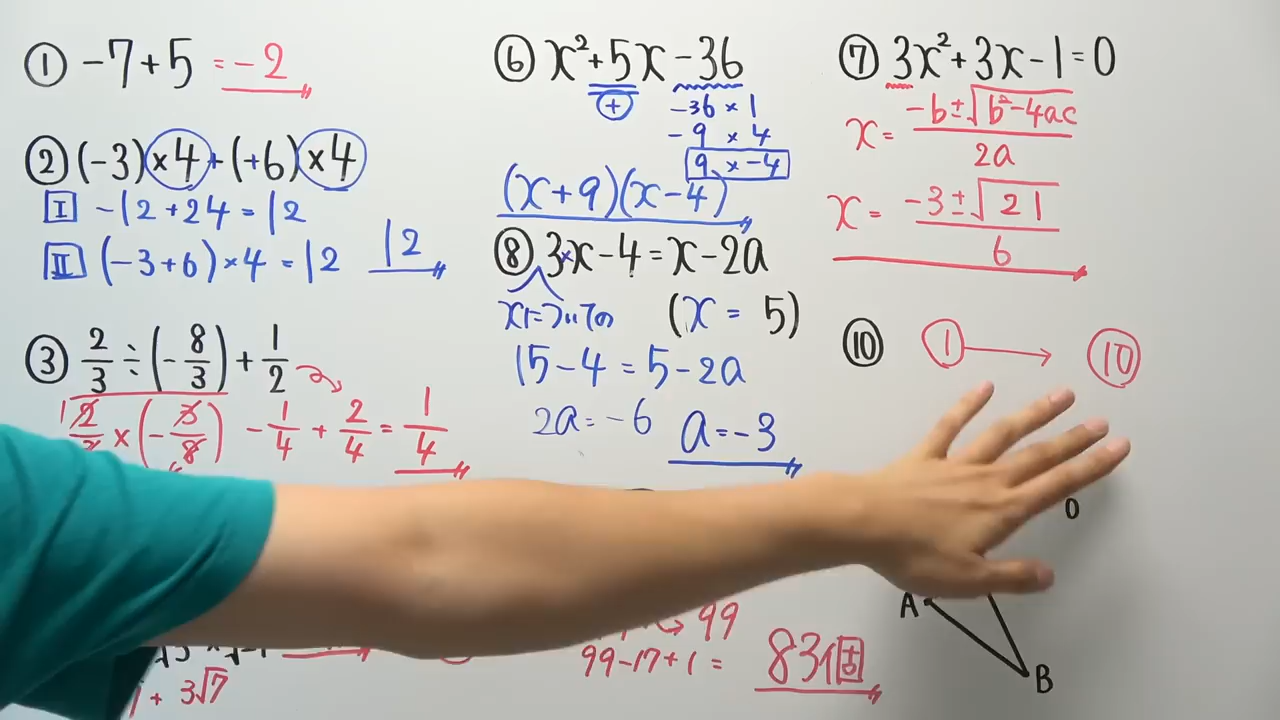 ① -7+5 = -2
② (-3)×4+(+6)×4
Ⅰ -12+24=12
Ⅱ (-3+6)×4=12 12
③ 2/3÷(-8/3)+1/2
×(-3/8) -1/4+2/4=1/4
+3√7
⑥ x²+5x-36
+
-36×1
-9×4
9×-4
(x+9)(x-4)
⑧ 3×x-4=x-2a
xについての (x=5)
15-4=5-2a
2a=-6 a=-3
99
99-17+1= 83個
⑦ 3x²+3x-1=0
x=(-b±√(b²-4ac))/2a
x=(-3±√21)/6
⑩ ① → ⑩
O
A
B